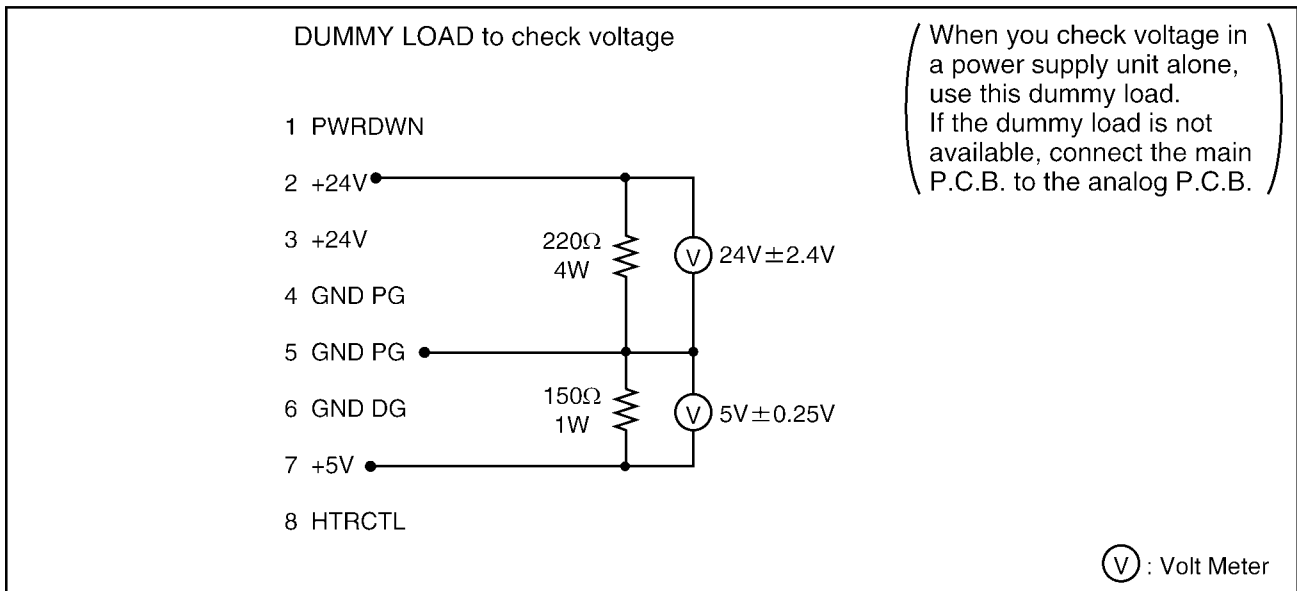 DUMMY LOAD to check voltage
When you check voltage in
a power supply unit alone,
use this dummy load.
If the dummy load is not
available, connect the main
P.C.B. to the analog P.C.B.
1 PWRDWN
2 +24V
3 +24V
220Ω
4W
V 24V±2.4V
4 GND PG
5 GND PG
150Ω
1W
V 5V±0.25V
6 GND DG
7 +5V
8 HTRCTL
V : Volt Meter